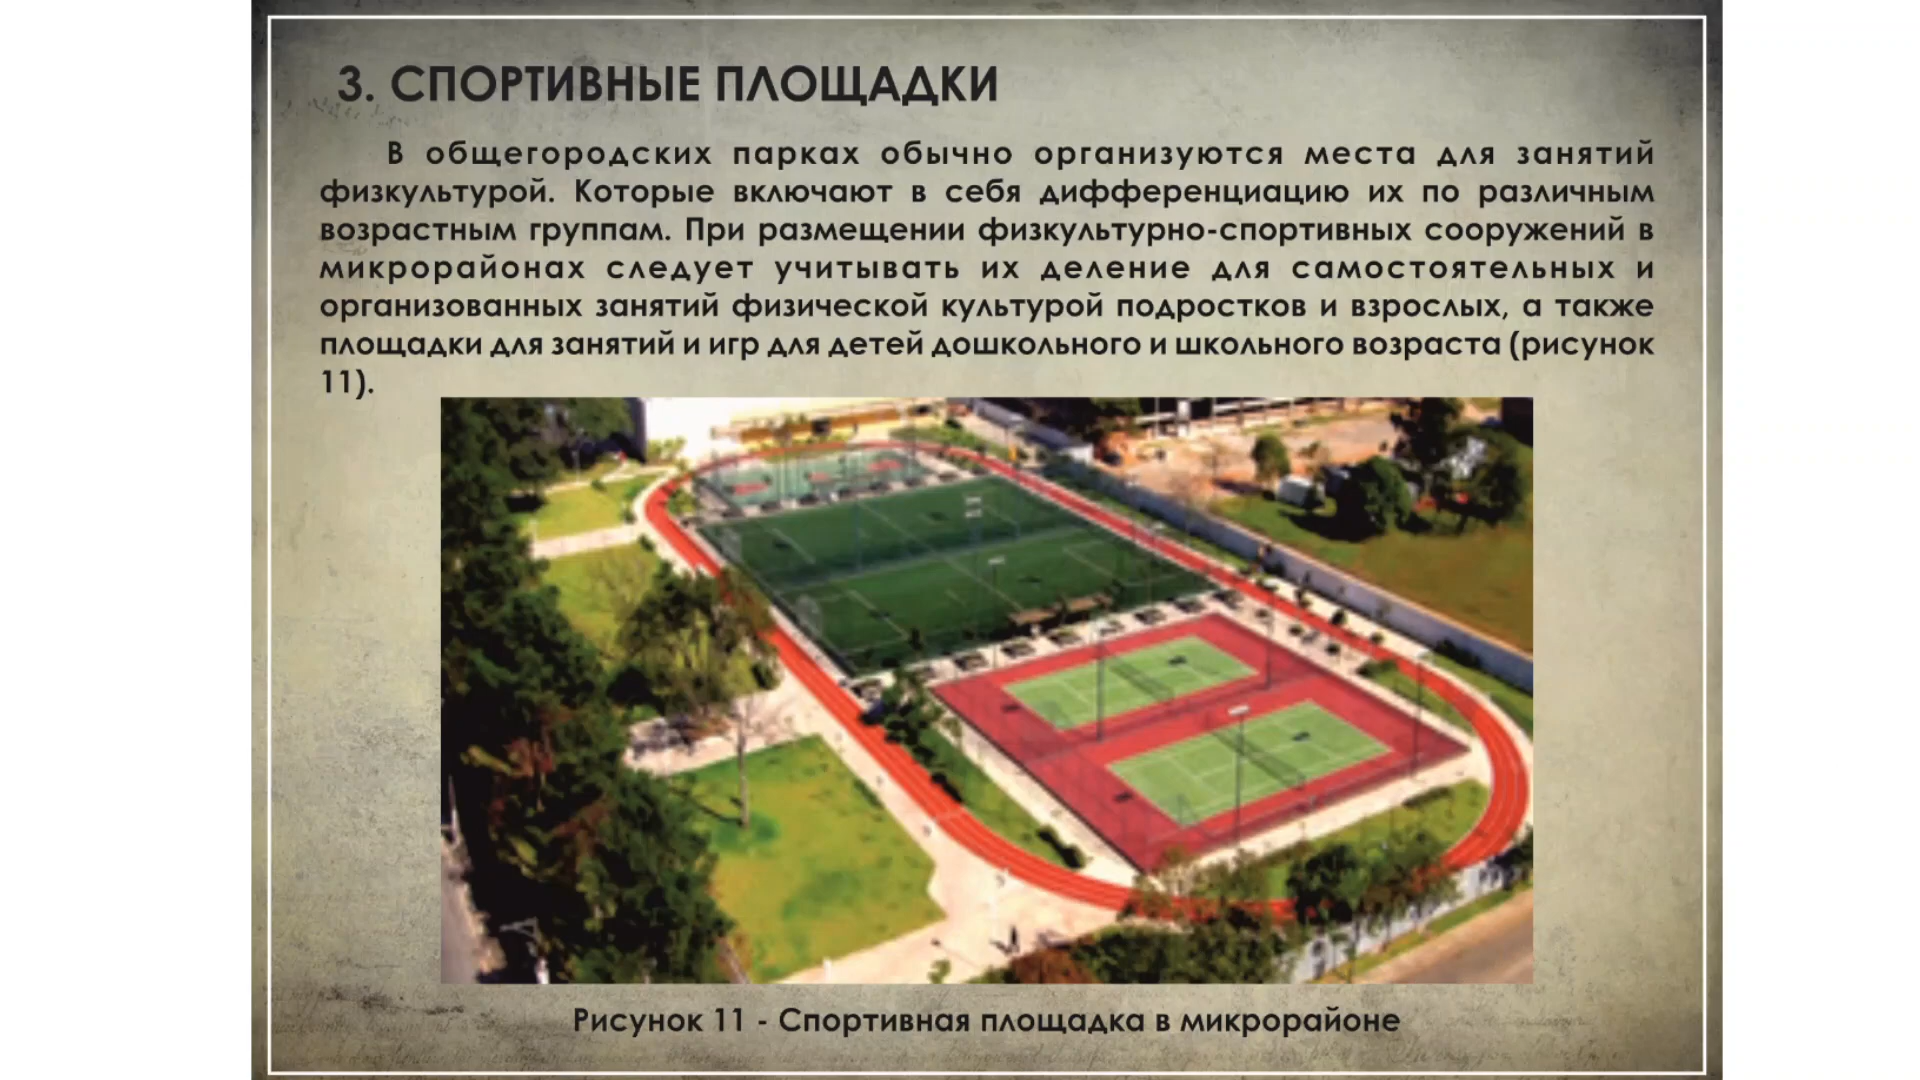 3. СПОРТИВНЫЕ ПЛОЩАДКИ
В общегородских парках обычно организуются места для занятий
физкультурой. Которые включают в себя дифференциацию их по различным
возрастным группам. При размещении физкультурно-спортивных сооружений в
микрорайонах следует учитывать их деление для самостоятельных и
организованных занятий физической культурой подростков и взрослых, а также
площадки для занятий и игр для детей дошкольного и школьного возраста (рисунок
11).
Рисунок 11 - Спортивная площадка в микрорайоне